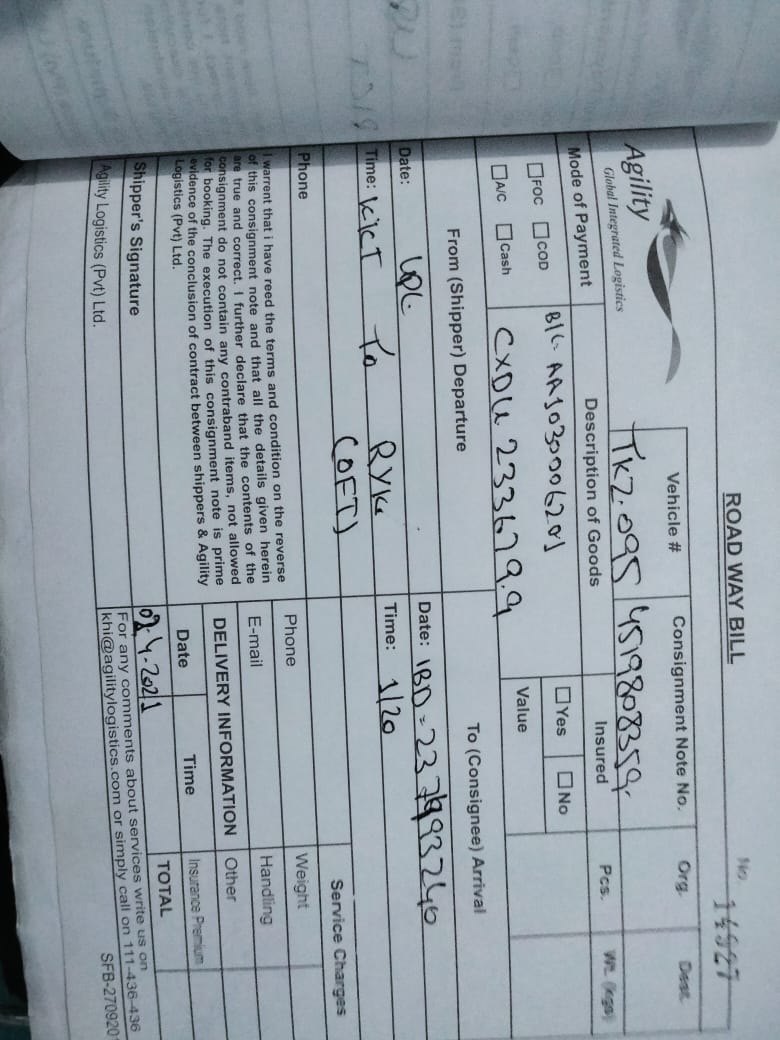 ROAD WAY BILL
No. 14927
Agility
Global Integrated Logistics
Vehicle #
Consignment Note No.
Org.
Dest.
TKZ.095
4519808359.
Mode of Payment
Description of Goods
Insured
Pcs.
Wt. (kgs)
FOC
COD
B/L AA1030006201
Yes
No
A/C
Cash
CXDU 233679.9
Value
From (Shipper) Departure
To (Consignee) Arrival
Date:
Date: IBD =
Time: KICT To RYK
Time: 1/20
(OFT)
Service Charges
Phone
Phone
Weight
I warrent that i have reed the terms and condition on the reverse
of this consignment note and that all the details given herein
are true and correct. I further declare that the contents of the
consignment do not contain any contraband items, not allowed
for booking. The execution of this consignment note is prime
evidence of the conclusion of contract between shippers & Agility
Logistics (Pvt) Ltd.
E-mail
Handling
DELIVERY INFORMATION
Other
Date
Time
Insurance Premium
4-2021
TOTAL
Shipper's Signature
For any comments about services write us on
khi@agilitylogistics.com or simply call on 111-436-436
Agility Logistics (Pvt) Ltd.
SFB-270920